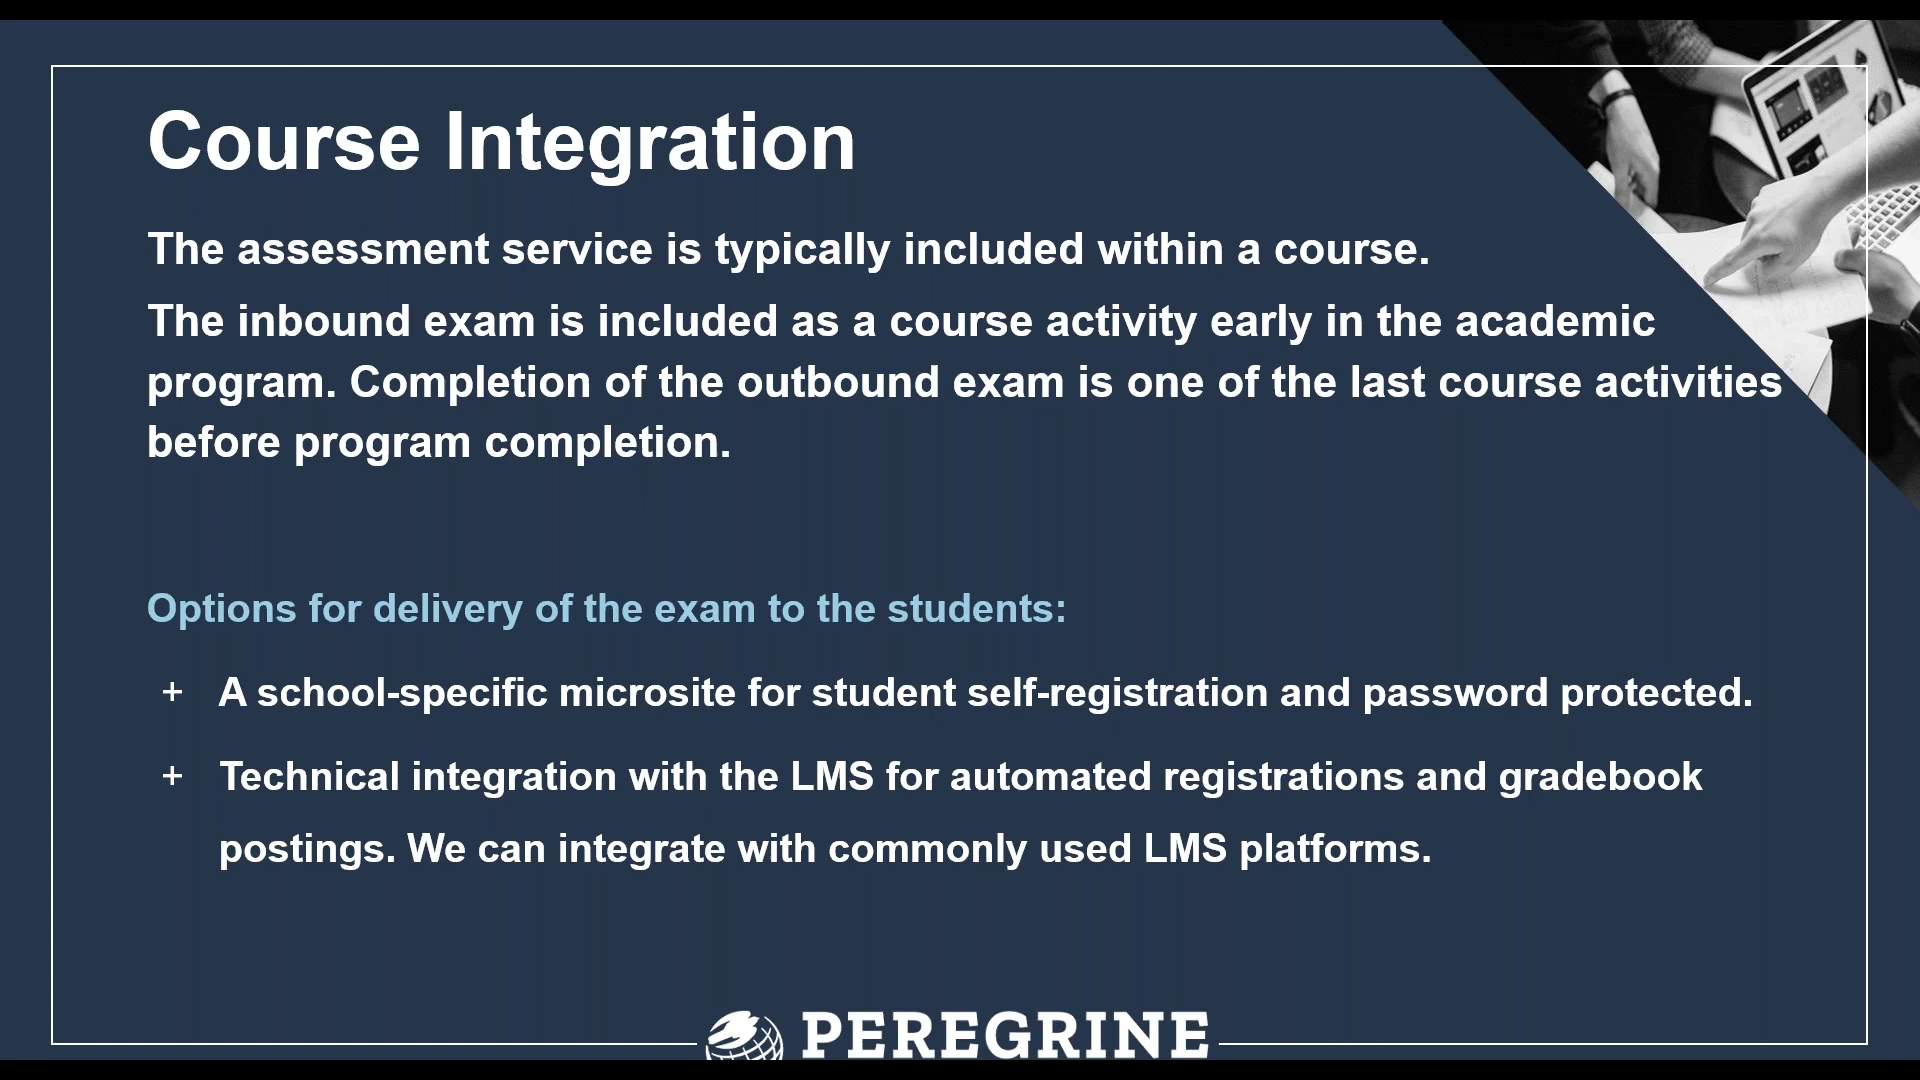 Course Integration
The assessment service is typically included within a course.
The inbound exam is included as a course activity early in the academic
program. Completion of the outbound exam is one of the last course activities
before program completion.
Options for delivery of the exam to the students:
+ A school-specific microsite for student self-registration and password protected.
+ Technical integration with the LMS for automated registrations and gradebook
postings. We can integrate with commonly used LMS platforms.
PEREGRINE